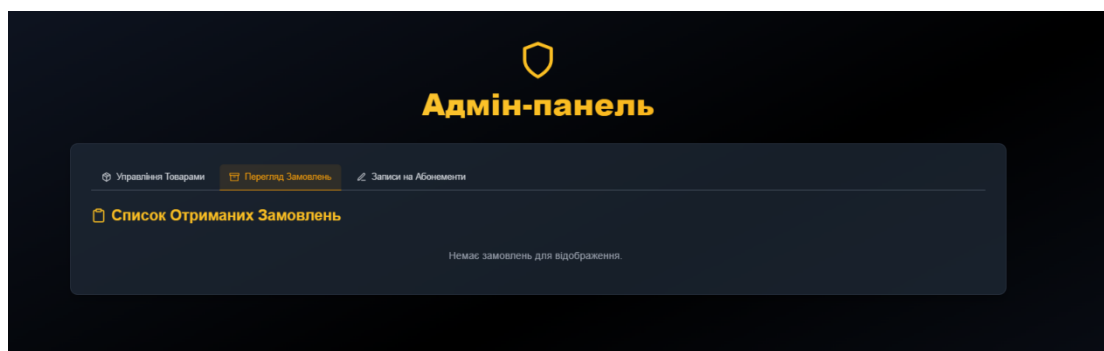 Адмін-панель
Управління Товарами Перегляд Замовлень Записи на Абонементи
Список Отриманих Замовлень
Немає замовлень для відображення.